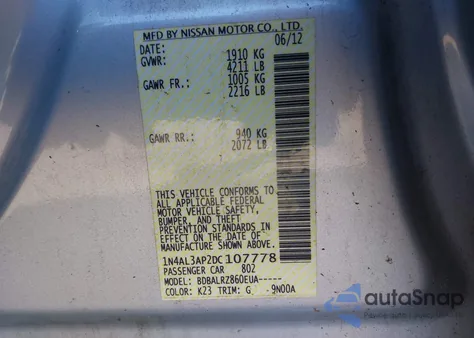 MFD BY NISSAN MOTOR CO., LTD.
DATE: 06/12
GVWR: 1910 KG
4211 LB
GAWR FR.: 1005 KG
2216 LB
GAWR RR.: 940 KG
2072 LB
THIS VEHICLE CONFORMS TO
ALL APPLICABLE FEDERAL
MOTOR VEHICLE SAFETY,
BUMPER, AND THEFT
PREVENTION STANDARDS
IN EFFECT ON THE DATE OF
MANUFACTURE SHOWN ABOVE.
1N4AL3AP2DC107778
PASSENGER CAR 802
MODEL: BDBALRZ86DEUA-----
COLOR: K23 TRIM: G 9N00A
autoSnap